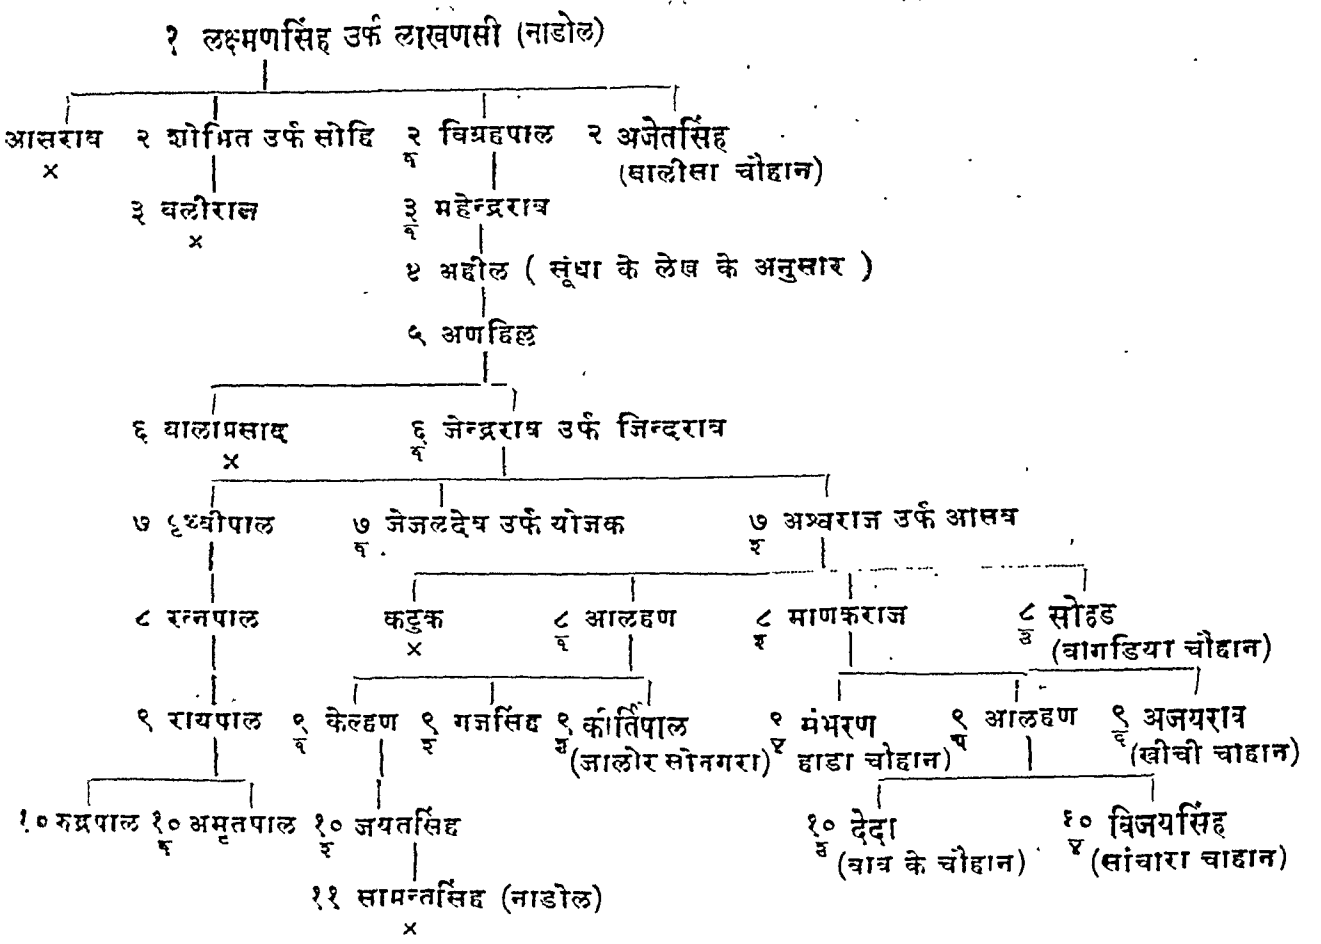 १ लक्ष्मणसिंह उर्फ लाखणसी (नाडोल)
आसराव २ शोभित उर्फ सोहि २ विग्रहपाल २ अजेतसिंह
× (वालीसा चौहान)
३ वलीराज ३ महेन्द्रराव
×
४ अहील ( सूंधा के लेख के अनुसार )
५ अणहिल्ल
६ वालाप्रसाद ६ जेन्द्रराव उर्फ जिन्दराव
×
७ पृथ्वीपाल ७ जेजलदेव उर्फ योजक ७ अश्वराज उर्फ आसव
८ रत्नपाल कटुक ८ आलहण ८ माणकराज ८ सोहड
× (वागडिया चौहान)
९ रायपाल ९ केल्हण ९ गजसिंह ९ कीर्तिपाल ९ मंभरण ९ आलहण ९ अजयराव
(जालोर सोनगरा) हाडा चोहान) (खीची चोहान)
१० रुद्रपाल १० अमृतपाल १० जयतसिंह १० देदा १० विजयसिंह
(वाव के चौहान) (सांचारा चाहान)
११ सामन्तसिंह (नाडोल)
×